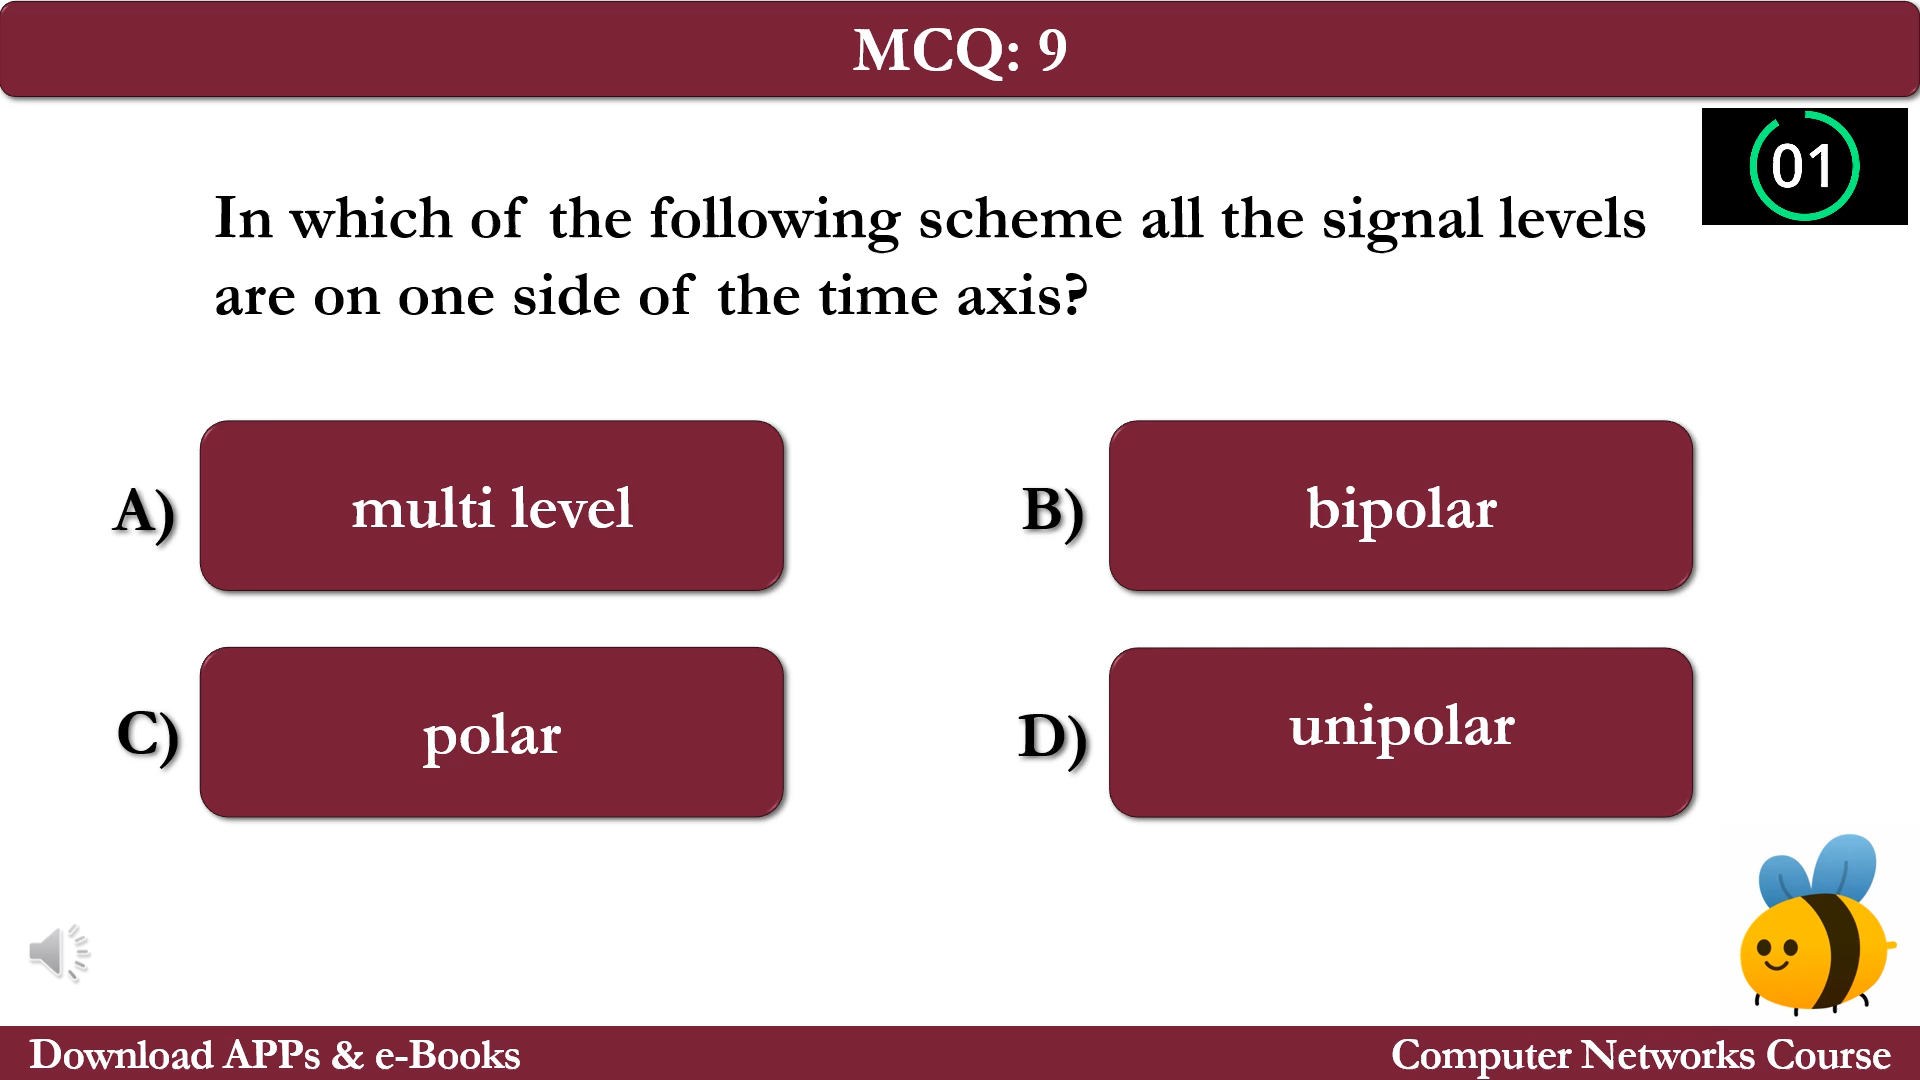 MCQ: 9
01
In which of the following scheme all the signal levels
are on one side of the time axis?
A) multi level
B) bipolar
C) polar
D) unipolar
Download APPs & e-Books
Computer Networks Course